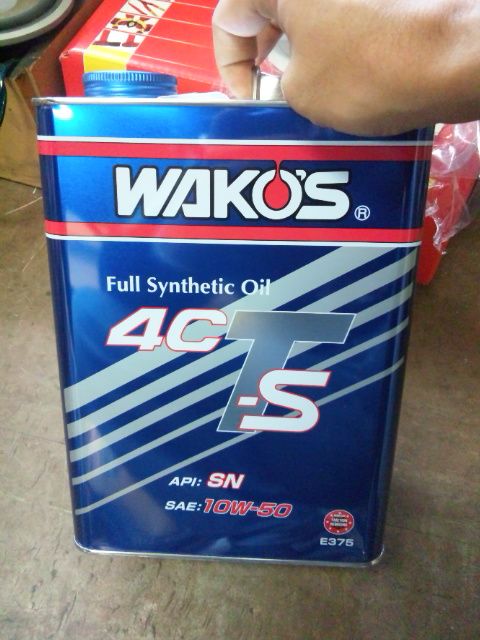 WAKO'S®
Full Synthetic Oil
4CT-S
API: SN
SAE: 10W-50
E375